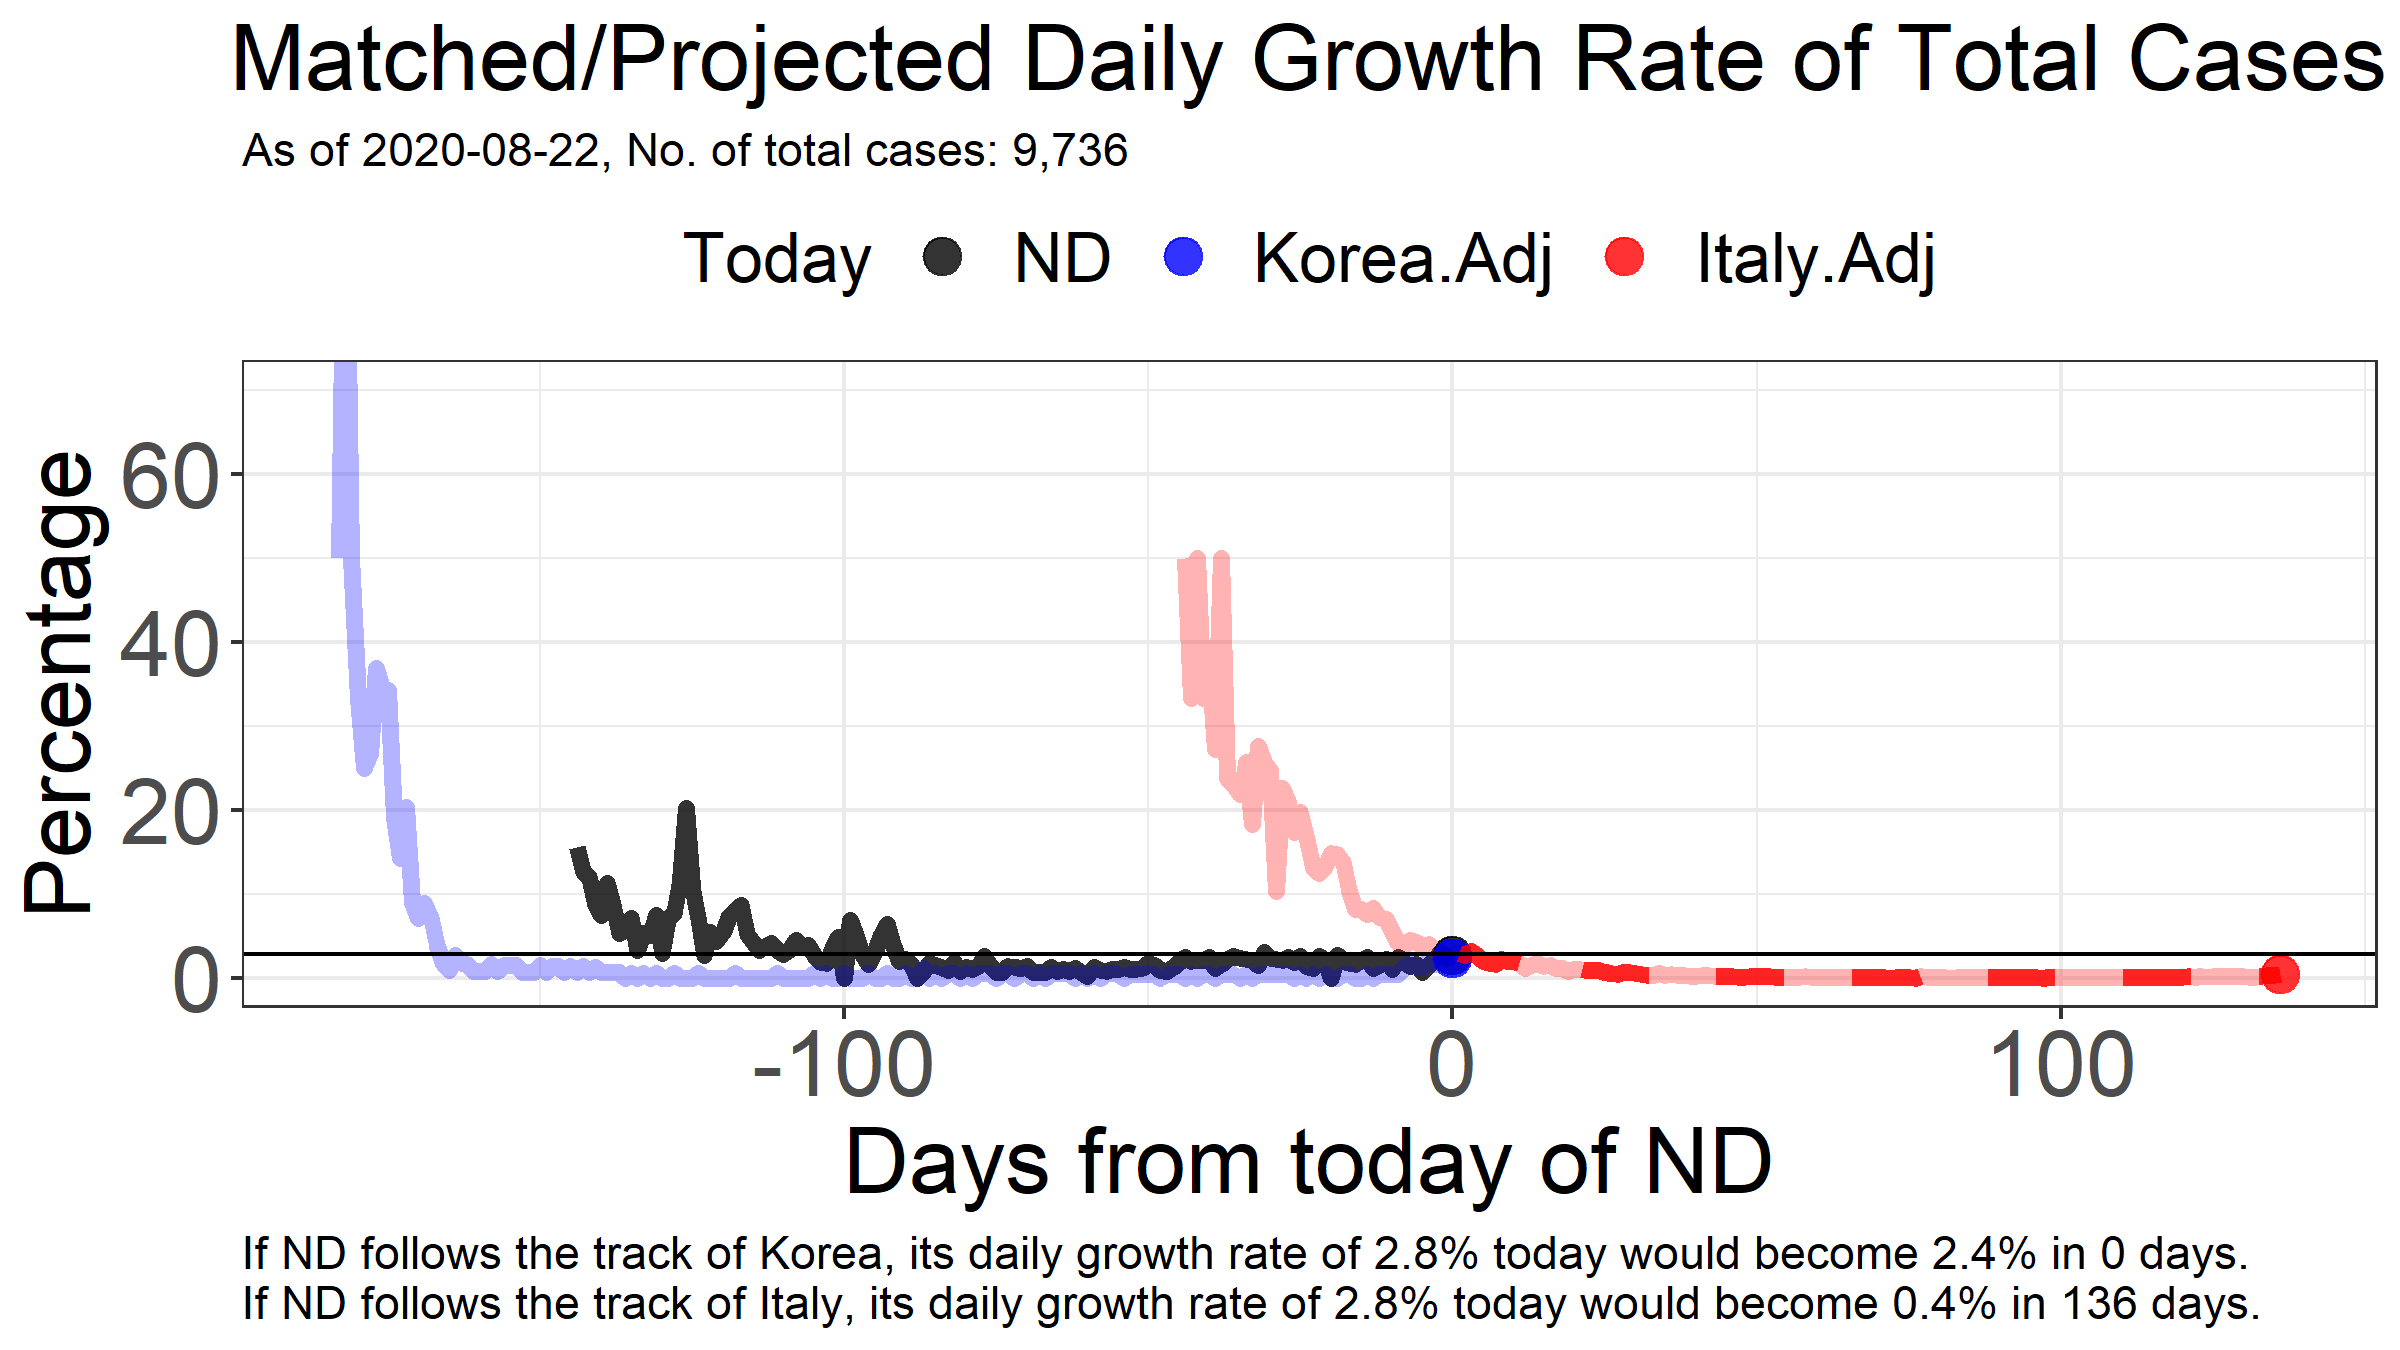 Matched/Projected Daily Growth Rate of Total Cases
As of 2020-08-22, No. of total cases: 9,736
Today ND Korea.Adj Italy.Adj
Percentage
60
40
20
0
-100 0 100
Days from today of ND
If ND follows the track of Korea, its daily growth rate of 2.8% today would become 2.4% in 0 days.
If ND follows the track of Italy, its daily growth rate of 2.8% today would become 0.4% in 136 days.